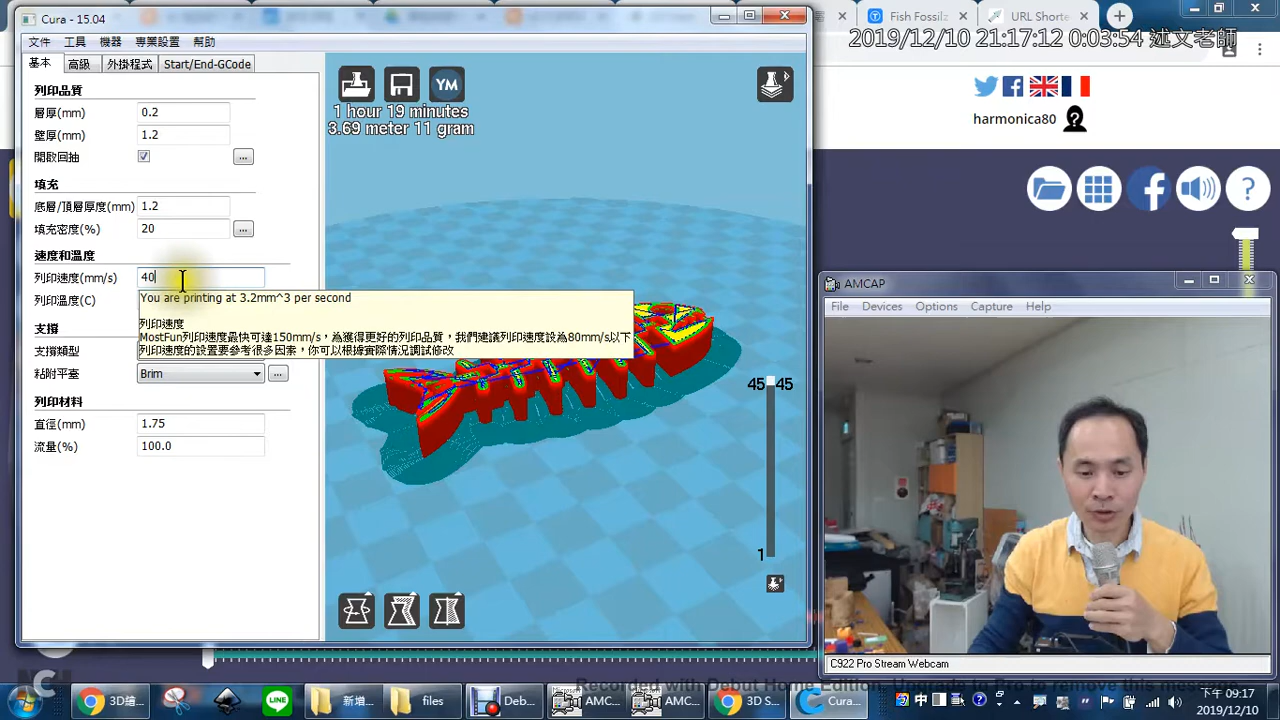 Cura - 15.04
Fish Fossilz
URL Shorte
2019/12/10 21:17:12 0:03:54 述文老師
文件 工具 機器 專業設置 幫助
基本 高級 外掛程式 Start/End-GCode
列印品質
層厚(mm) 0.2
壁厚(mm) 1.2
開啟回抽 ...
填充
底層/頂層厚度(mm) 1.2
填充密度(%) 20 ...
速度和溫度
列印速度(mm/s) 40
列印溫度(C)
支撐
支撐類型
粘附平臺 Brim ...
列印材料
直徑(mm) 1.75
流量(%) 100.0
YM
1 hour 19 minutes
3.69 meter 11 gram
You are printing at 3.2mm^3 per second
列印速度
MostFun列印速度最快可達150mm/s，為獲得更好的列印品質，我們建議列印速度設為80mm/s以下
列印速度的設置要參考很多因素，你可以根據實際情況調試修改
45 45
1
harmonica80
AMCAP
File Devices Options Capture Help
C922 Pro Stream Webcam
Recorded with Debut Home Edition. Upgrade to Pro to remove this message.
3D熔
LINE
新增...
files
Deb...
AMC...
AMC...
3D S...
Cura...
中
下午 09:17
2019/12/10